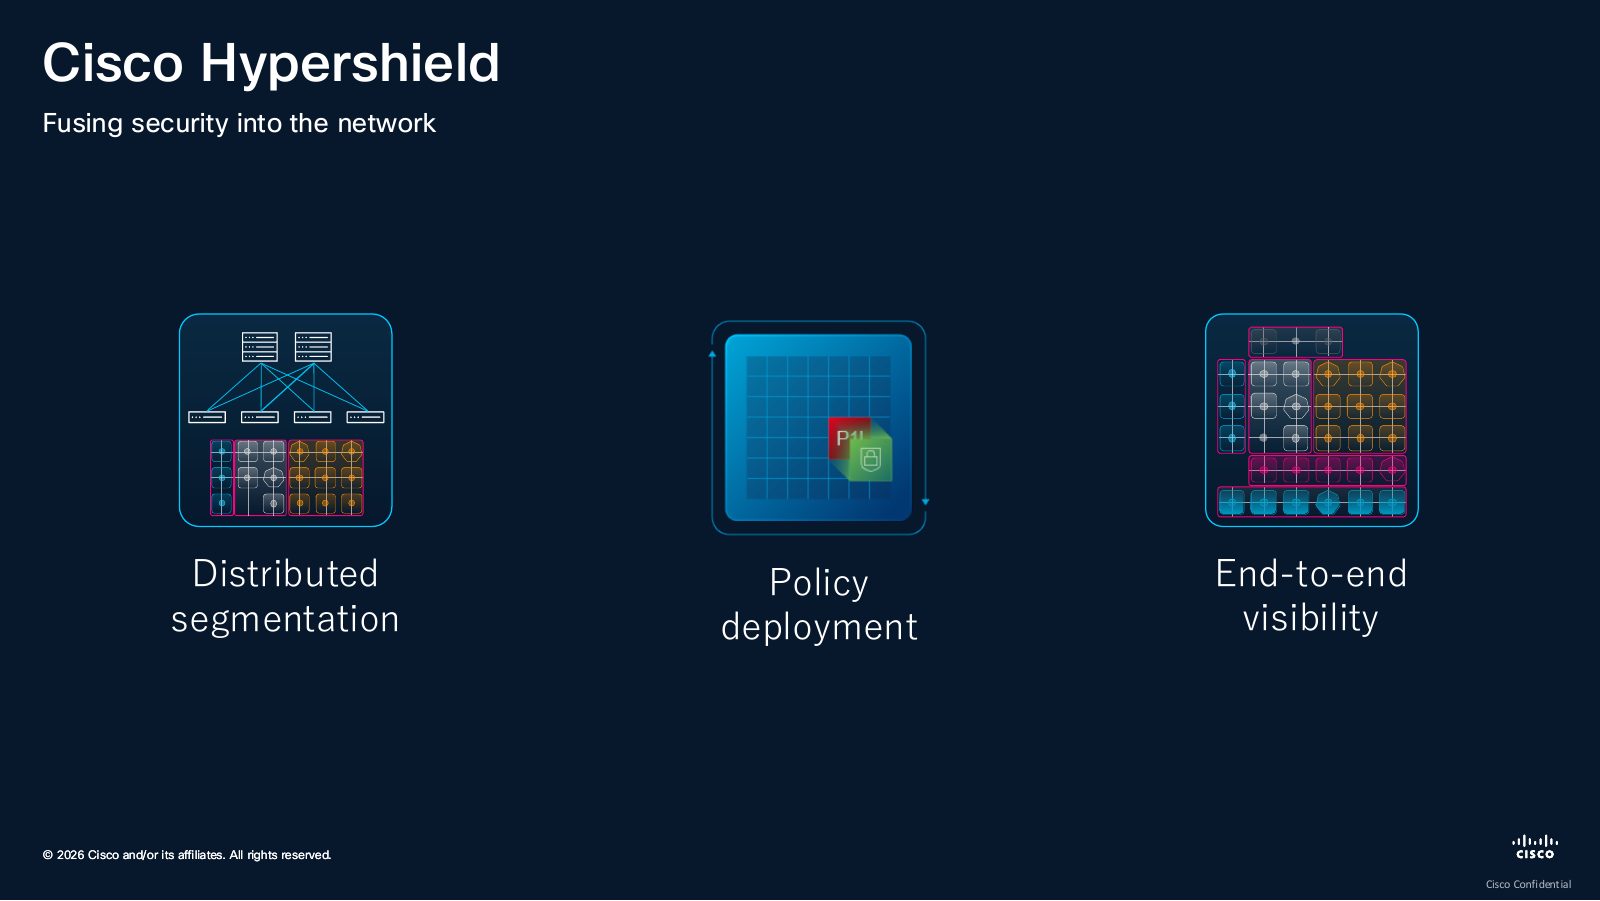 Cisco Hypershield
Fusing security into the network
Distributed
segmentation
Policy
deployment
End-to-end
visibility
© 2026 Cisco and/or its affiliates. All rights reserved.
CISCO
Cisco Confidential